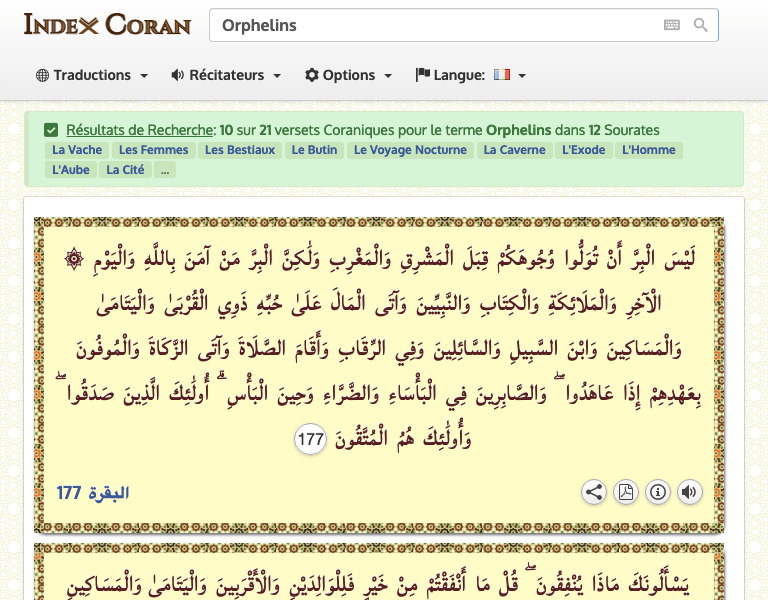 INDEX CORAN
Orphelins
Traductions Récitateurs Options Langue:
Résultats de Recherche: 10 sur 21 versets Coraniques pour le terme Orphelins dans 12 Sourates
La Vache Les Femmes Les Bestiaux Le Butin Le Voyage Nocturne La Caverne L'Exode L'Homme
L'Aube La Cité ...
۞ لَيْسَ الْبِرَّ أَنْ تُوَلُّوا وُجُوهَكُمْ قِبَلَ الْمَشْرِقِ وَالْمَغْرِبِ وَلَٰكِنَّ الْبِرَّ مَنْ آمَنَ بِاللَّهِ وَالْيَوْمِ
الْآخِرِ وَالْمَلَائِكَةِ وَالْكِتَابِ وَالنَّبِيِّينَ وَآتَى الْمَالَ عَلَىٰ حُبِّهِ ذَوِي الْقُرْبَىٰ وَالْيَتَامَىٰ
وَالْمَسَاكِينَ وَابْنَ السَّبِيلِ وَالسَّائِلِينَ وَفِي الرِّقَابِ وَأَقَامَ الصَّلَاةَ وَآتَى الزَّكَاةَ وَالْمُوفُونَ
بِعَهْدِهِمْ إِذَا عَاهَدُوا ۖ وَالصَّابِرِينَ فِي الْبَأْسَاءِ وَالضَّرَّاءِ وَحِينَ الْبَأْسِ ۗ أُولَٰئِكَ الَّذِينَ صَدَقُوا ۖ
وَأُولَٰئِكَ هُمُ الْمُتَّقُونَ 177
البقرة 177
يَسْأَلُونَكَ مَاذَا يُنْفِقُونَ ۖ قُلْ مَا أَنْفَقْتُمْ مِنْ خَيْرٍ فَلِلْوَالِدَيْنِ وَالْأَقْرَبِينَ وَالْيَتَامَىٰ وَالْمَسَاكِينِ